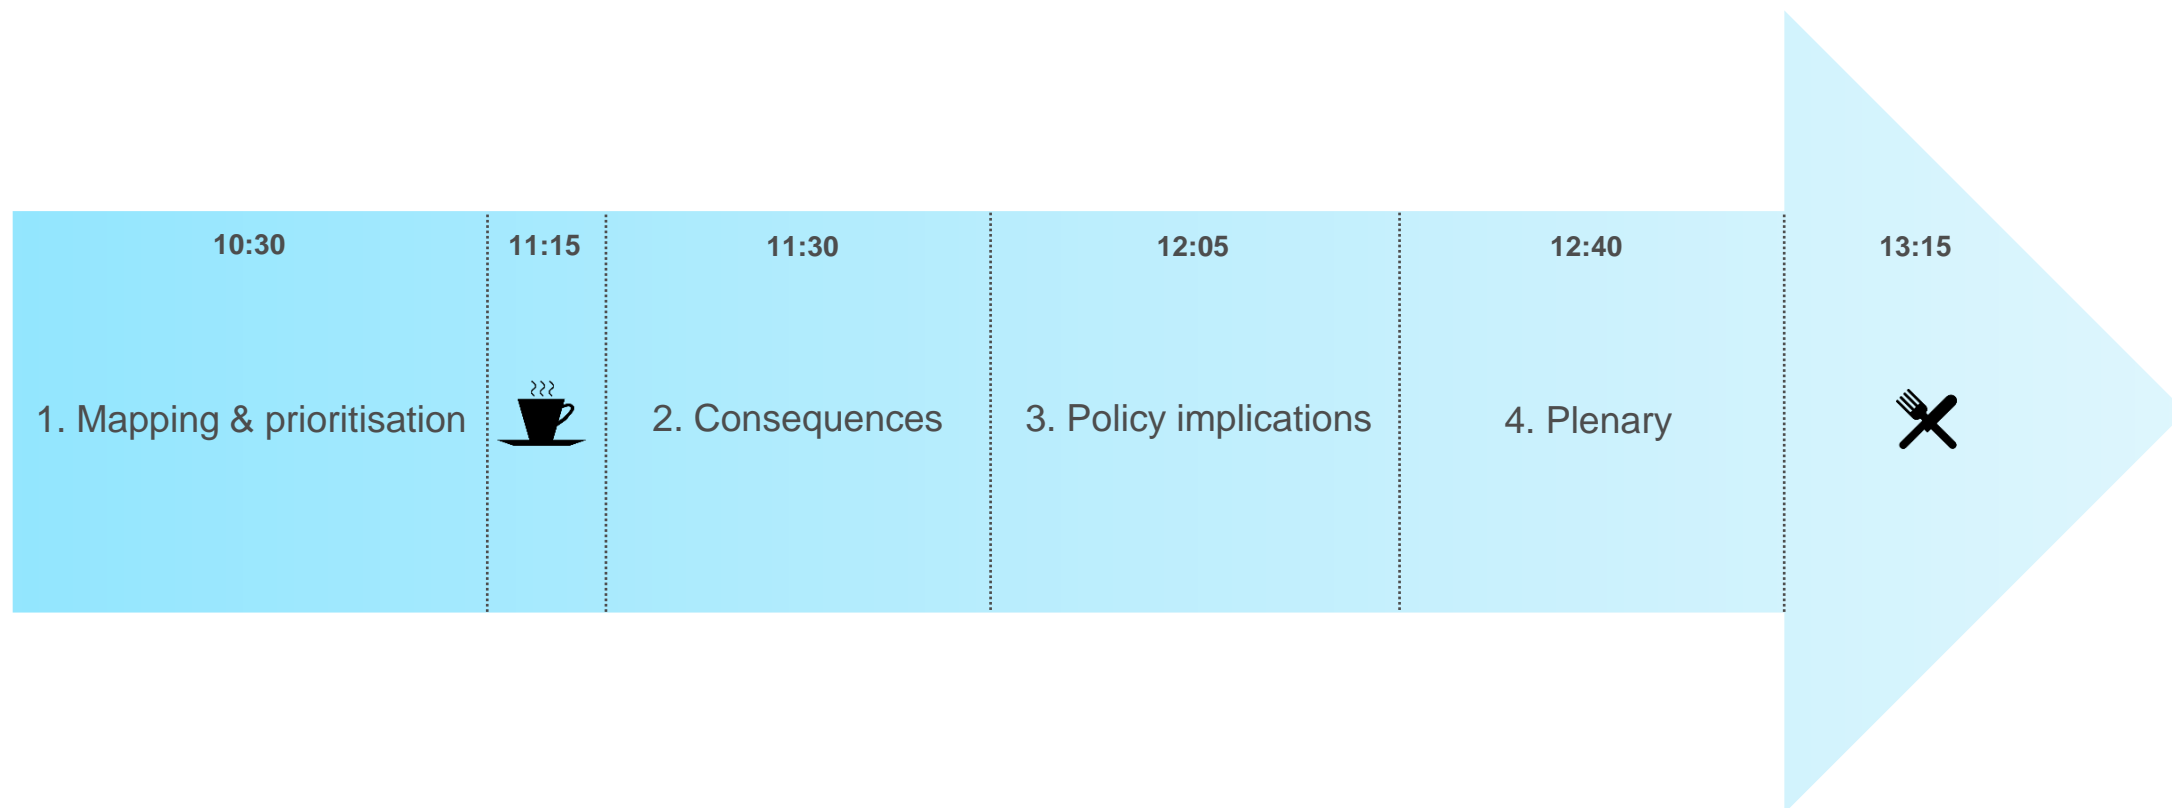 10:30
11:15
11:30
12:05
12:40
13:15
1. Mapping & prioritisation
2. Consequences
3. Policy implications
4. Plenary